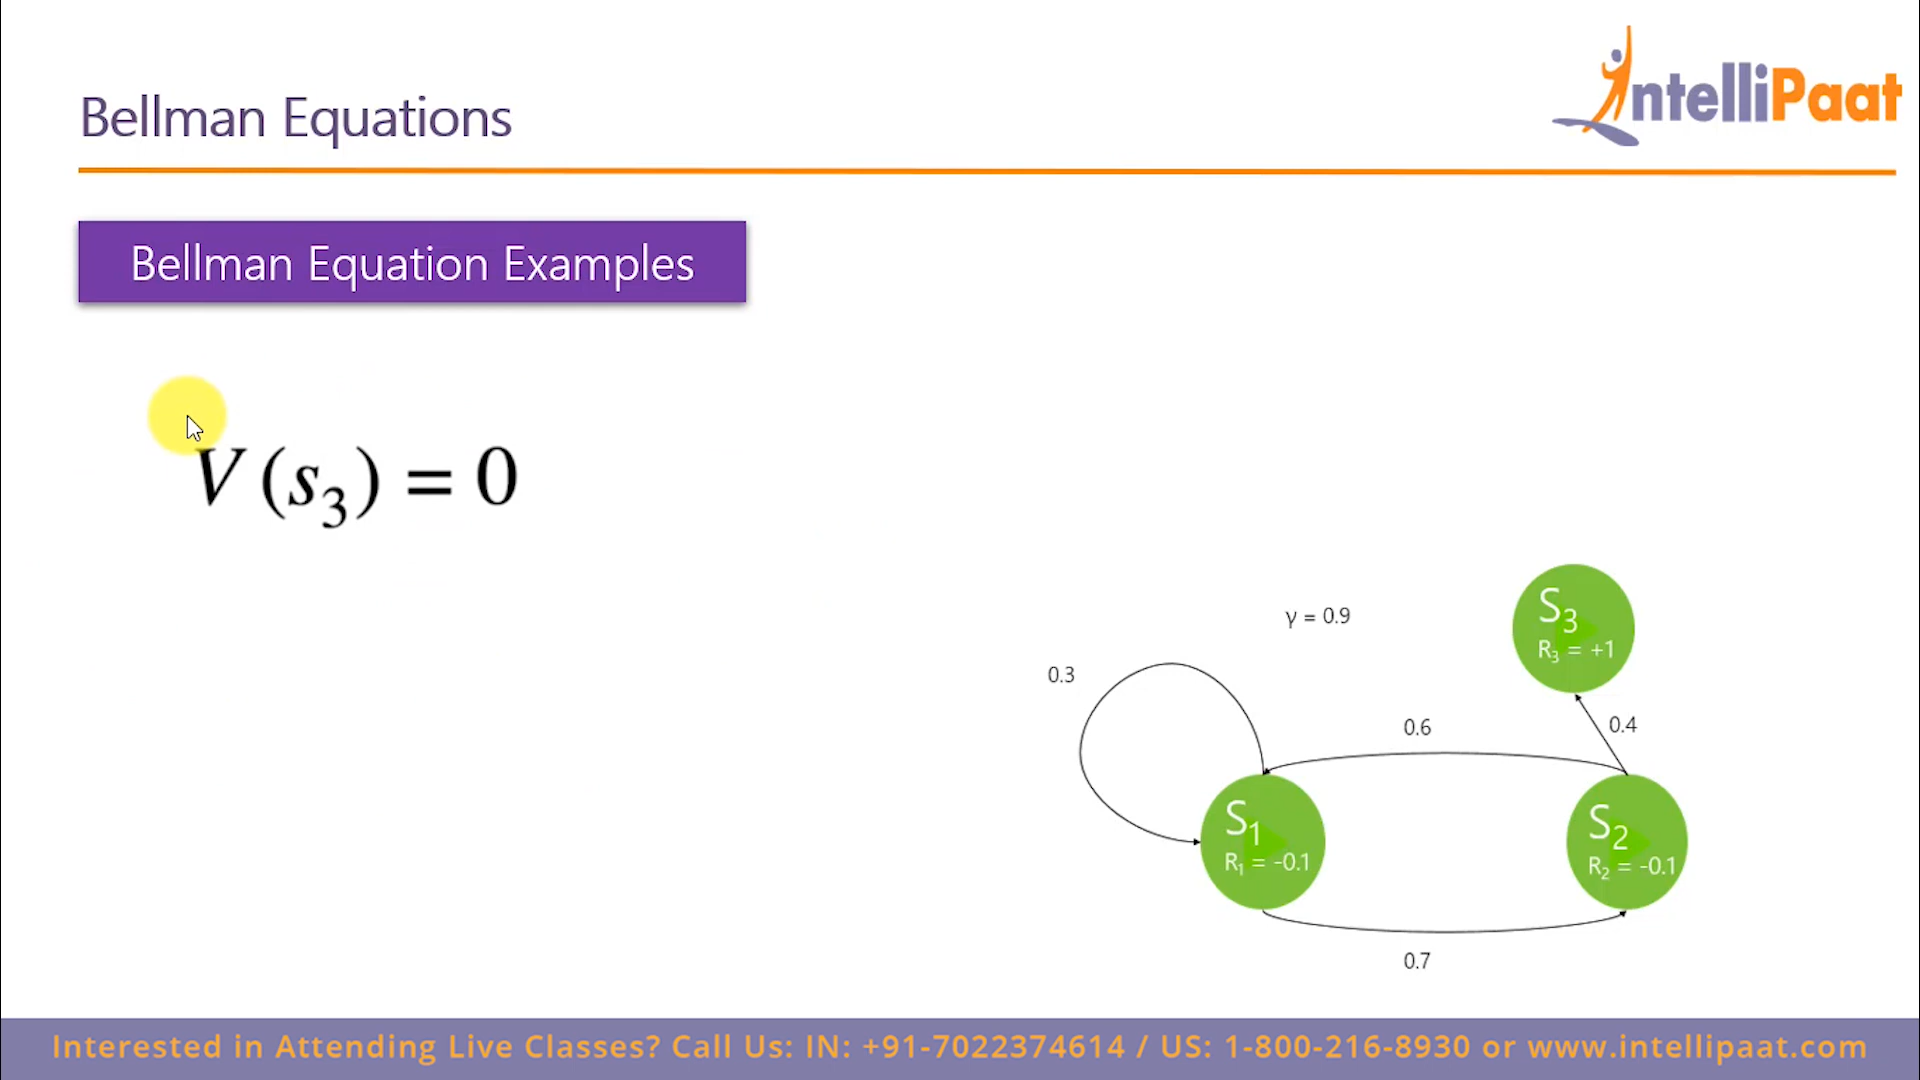 IntelliPaat
Bellman Equations
Bellman Equation Examples
V(s₃) = 0
γ = 0.9
S₃
R₃ = +1
0.3
0.6
0.4
S₁
R₁ = -0.1
S₂
R₂ = -0.1
0.7
Interested in Attending Live Classes? Call Us: IN: +91-7022374614 / US: 1-800-216-8930 or www.intellipaat.com